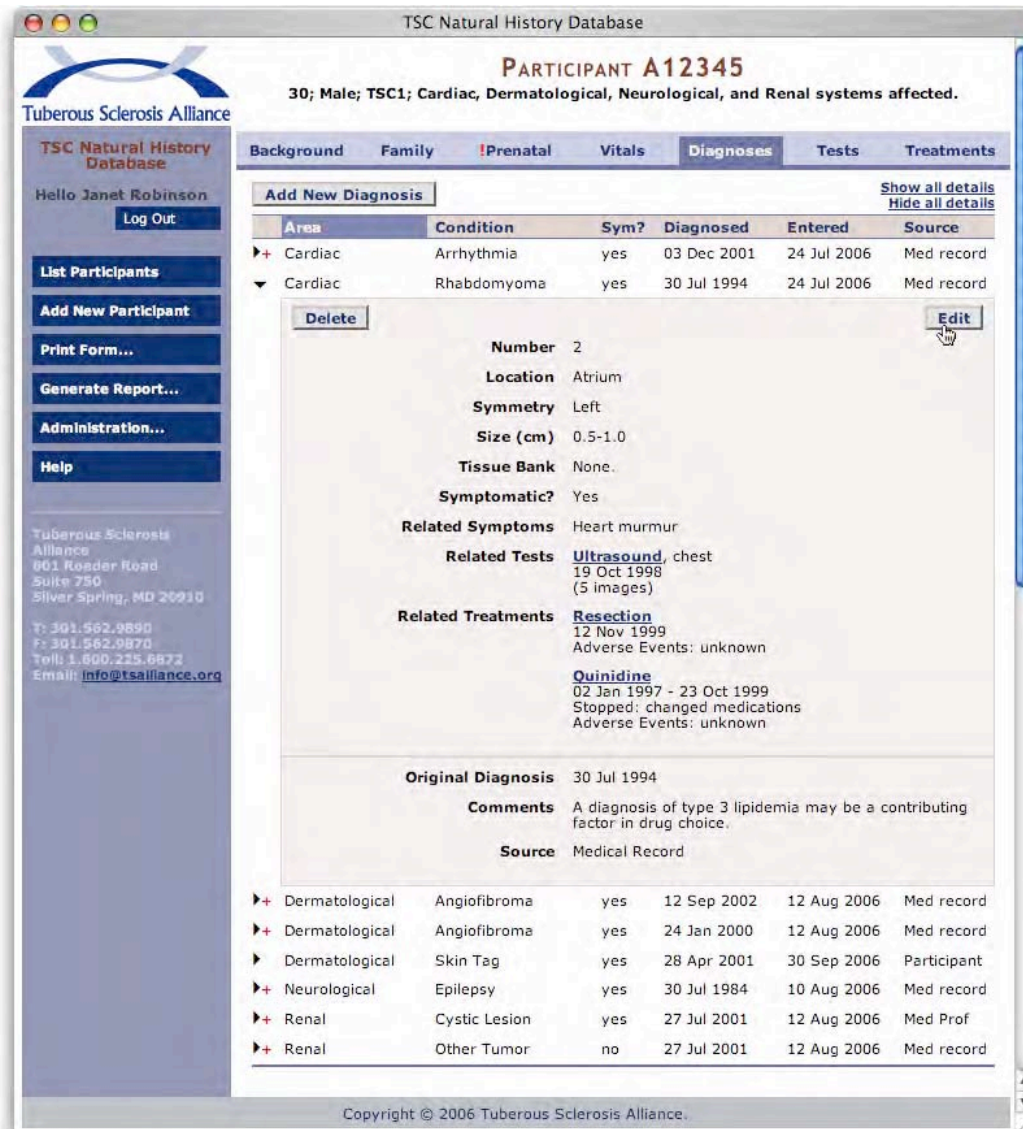 TSC Natural History Database
Tuberous Sclerosis Alliance
PARTICIPANT A12345
30; Male; TSC1; Cardiac, Dermatological, Neurological, and Renal systems affected.
TSC Natural History
Database
Hello Janet Robinson
Log Out
List Participants
Add New Participant
Print Form...
Generate Report...
Administration...
Help
Tuberous Sclerosis
Alliance
801 Roeder Road
Suite 750
Silver Spring, MD 20910
T: 301.562.9890
F: 301.562.9870
Toll: 1.800.225.6872
Email: info@tsalliance.org
Background Family !Prenatal Vitals Diagnoses Tests Treatments
Add New Diagnosis
Show all details
Hide all details
Area Condition Sym? Diagnosed Entered Source
+ Cardiac Arrhythmia yes 03 Dec 2001 24 Jul 2006 Med record
Cardiac Rhabdomyoma yes 30 Jul 1994 24 Jul 2006 Med record
Delete Edit
Number 2
Location Atrium
Symmetry Left
Size (cm) 0.5-1.0
Tissue Bank None.
Symptomatic? Yes
Related Symptoms Heart murmur
Related Tests Ultrasound, chest
19 Oct 1998
(5 images)
Related Treatments Resection
12 Nov 1999
Adverse Events: unknown
Quinidine
02 Jan 1997 - 23 Oct 1999
Stopped: changed medications
Adverse Events: unknown
Original Diagnosis 30 Jul 1994
Comments A diagnosis of type 3 lipidemia may be a contributing
factor in drug choice.
Source Medical Record
+ Dermatological Angiofibroma yes 12 Sep 2002 12 Aug 2006 Med record
+ Dermatological Angiofibroma yes 24 Jan 2000 12 Aug 2006 Med record
Dermatological Skin Tag yes 28 Apr 2001 30 Sep 2006 Participant
+ Neurological Epilepsy yes 30 Jul 1984 10 Aug 2006 Med record
+ Renal Cystic Lesion yes 27 Jul 2001 12 Aug 2006 Med Prof
+ Renal Other Tumor no 27 Jul 2001 12 Aug 2006 Med record
Copyright © 2006 Tuberous Sclerosis Alliance.